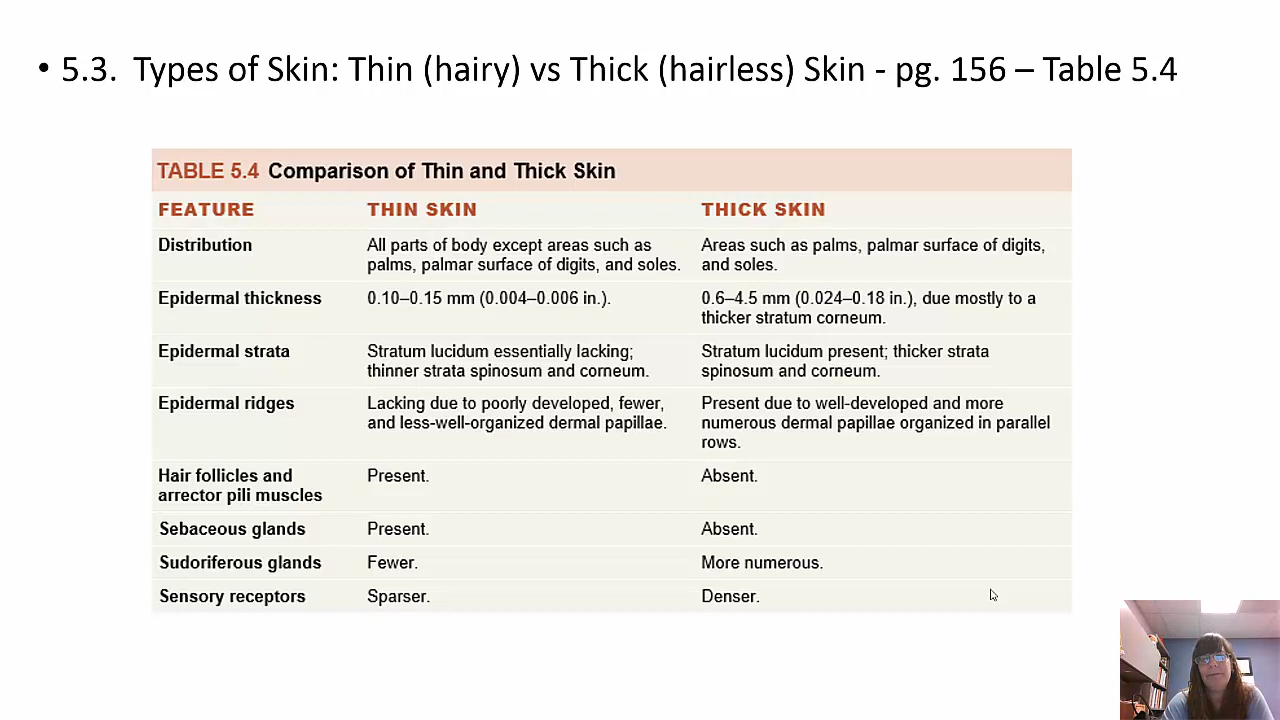 • 5.3. Types of Skin: Thin (hairy) vs Thick (hairless) Skin - pg. 156 – Table 5.4
TABLE 5.4 Comparison of Thin and Thick Skin
FEATURE THIN SKIN THICK SKIN
Distribution All parts of body except areas such as Areas such as palms, palmar surface of digits,
palms, palmar surface of digits, and soles. and soles.
Epidermal thickness 0.10–0.15 mm (0.004–0.006 in.). 0.6–4.5 mm (0.024–0.18 in.), due mostly to a
thicker stratum corneum.
Epidermal strata Stratum lucidum essentially lacking; Stratum lucidum present; thicker strata
thinner strata spinosum and corneum. spinosum and corneum.
Epidermal ridges Lacking due to poorly developed, fewer, Present due to well-developed and more
and less-well-organized dermal papillae. numerous dermal papillae organized in parallel
rows.
Hair follicles and Present. Absent.
arrector pili muscles
Sebaceous glands Present. Absent.
Sudoriferous glands Fewer. More numerous.
Sensory receptors Sparser. Denser.